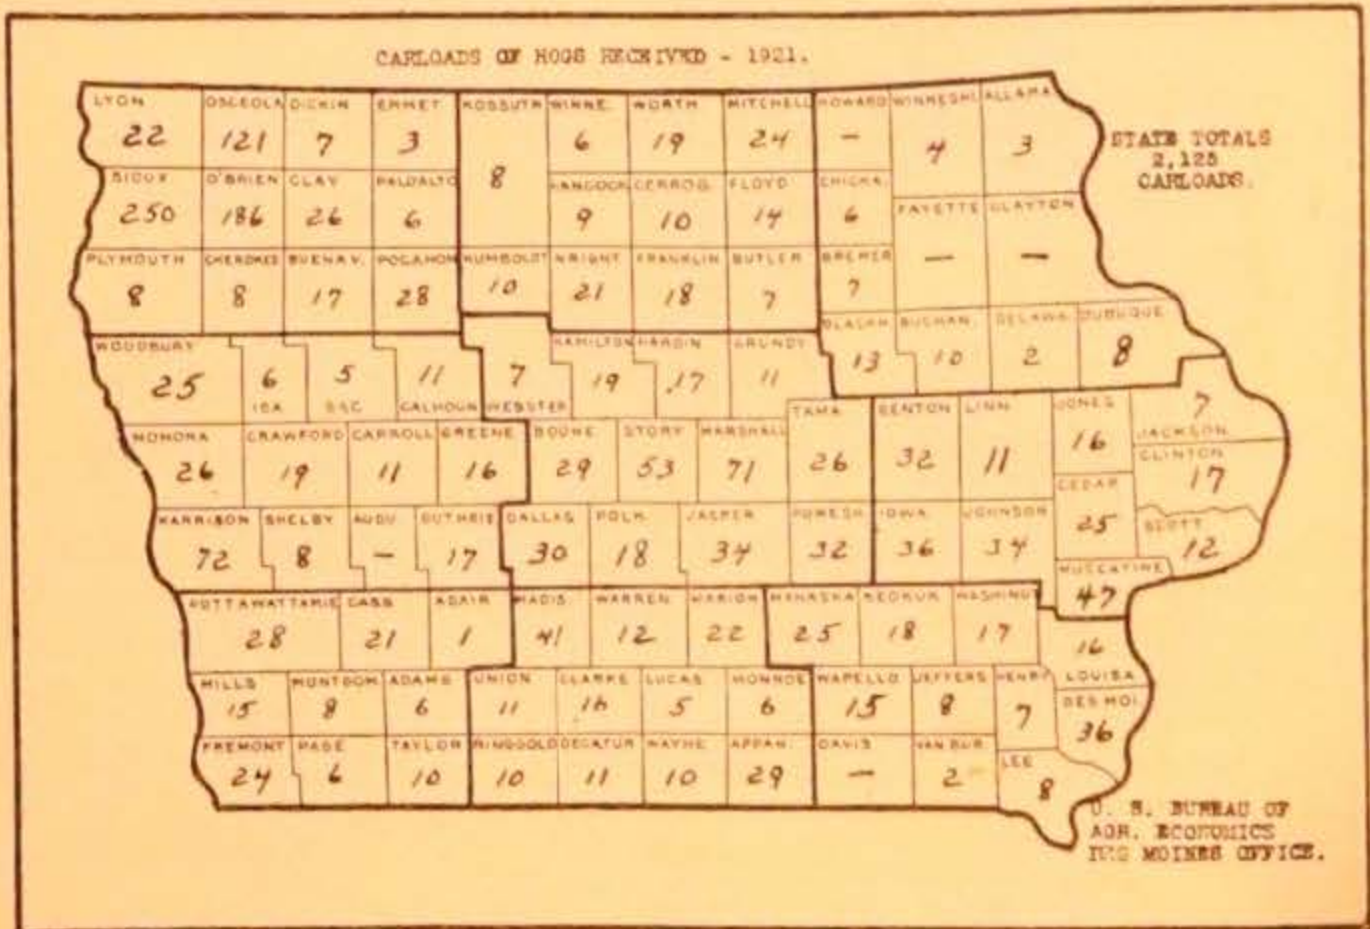 CARLOADS OF HOGS RECEIVED - 1921.
LYON OSCEOLA DICKIN EMMET KOSSUTH WINNE. WORTH MITCHELL HOWARD WINNESHI. ALLAMA.
22 121 7 3 8 6 19 24 — 4 3
STATE TOTALS
2,125
CARLOADS.
SIOUX O'BRIEN CLAY PALOALTO HANCOCK CERROG. FLOYD CHICKA.
250 186 26 6 9 10 14 6
FAYETTE CLAYTON
— —
PLYMOUTH CHEROKEE BUENA V. POCAHON HUMBOLDT WRIGHT FRANKLIN BUTLER BREMER
8 8 17 28 10 21 18 7 7
WOODBURY HAMILTON HARDIN GRUNDY BLACKH. BUCHAN. DELAWA. DUBUQUE
25 6 5 11 7 19 17 11 13 10 2 8
IDA SAC CALHOUN WEBSTER
TAMA BENTON LINN JONES 7
26 32 11 16 JACKSON
MONONA CRAWFORD CARROLL GREENE BOONE STORY MARSHALL
26 19 11 16 29 53 71
CLINTON
17
CEDAR
25
HARRISON SHELBY AUDU. GUTHRIE DALLAS POLK JASPER POWESH. IOWA JOHNSON SCOTT
72 8 — 17 30 18 34 32 36 34 12
MUSCATINE
47
POTTAWATTAMIE CASS ADAIR MADIS. WARREN MARION MAHASKA KEOKUK WASHINGT
28 21 1 41 12 22 25 18 17
16
LOUISA
MILLS MONTGOM ADAMS UNION CLARKE LUCAS MONROE WAPELLO JEFFERS HENRY
15 8 6 11 16 5 6 15 8 7
DES MOI.
36
FREMONT PAGE TAYLOR RINGGOLD DECATUR WAYNE APPAN. DAVIS VAN BUR. LEE
24 6 10 10 11 10 29 — 2 8
U. S. BUREAU OF
AGR. ECONOMICS
DES MOINES OFFICE.